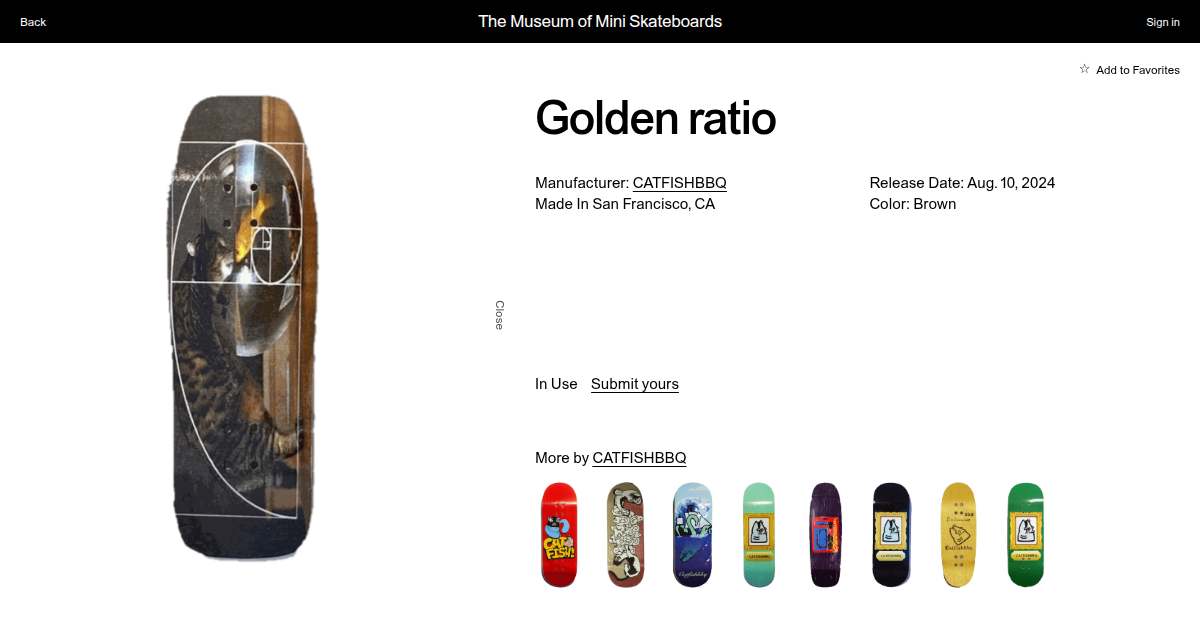 Back
The Museum of Mini Skateboards
Sign in
☆ Add to Favorites
Golden ratio
Manufacturer: CATFISHBBQ
Made In San Francisco, CA
Release Date: Aug. 10, 2024
Color: Brown
Close
In Use Submit yours
More by CATFISHBBQ
CAT
FISH!